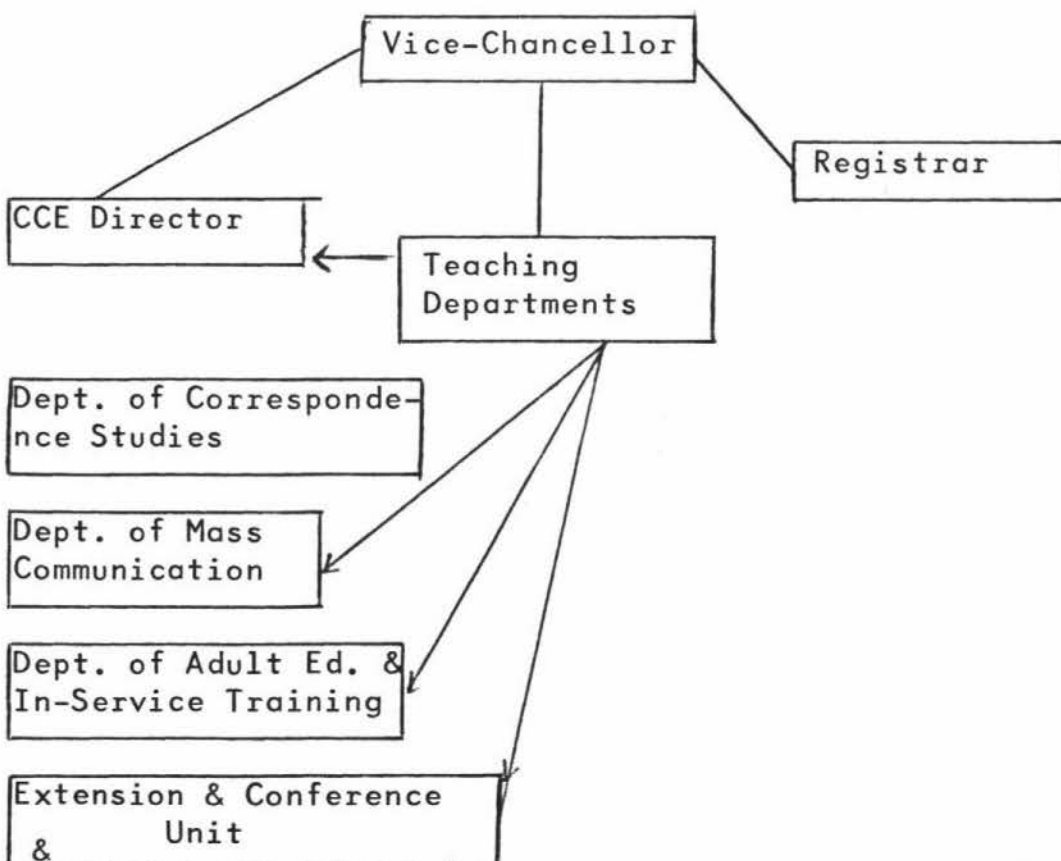 Vice-Chancellor
Registrar
CCE Director
Teaching
Departments
Dept. of Corresponde-
nce Studies
Dept. of Mass
Communication
Dept. of Adult Ed. &
In-Service Training
Extension & Conference
Unit
&